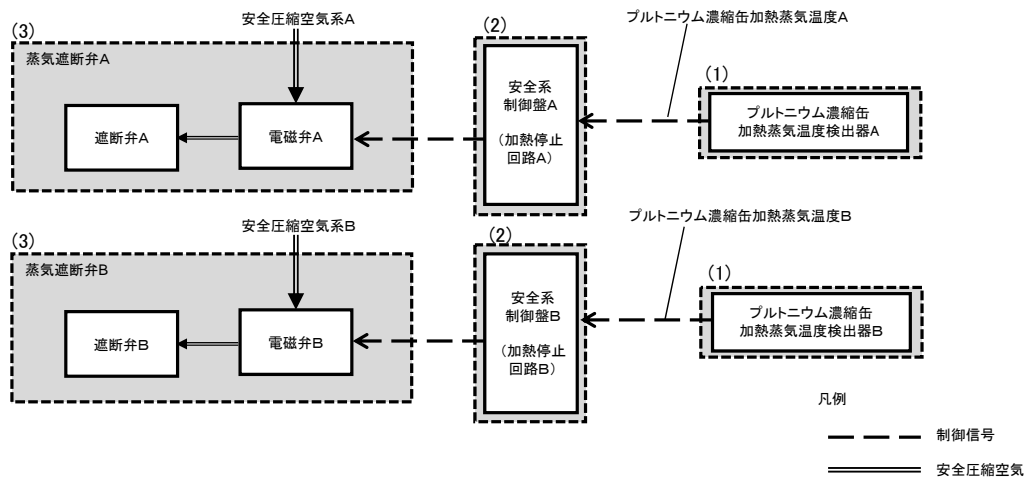 安全圧縮空気系A
プルトニウム濃縮缶加熱蒸気温度A
(3)
(2)
(1)
蒸気遮断弁A
遮断弁A
電磁弁A
安全系
制御盤A
(加熱停止
回路A)
プルトニウム濃縮缶
加熱蒸気温度検出器A
安全圧縮空気系B
プルトニウム濃縮缶加熱蒸気温度B
(3)
(2)
(1)
蒸気遮断弁B
遮断弁B
電磁弁B
安全系
制御盤B
(加熱停止
回路B)
プルトニウム濃縮缶
加熱蒸気温度検出器B
凡例
制御信号
安全圧縮空気